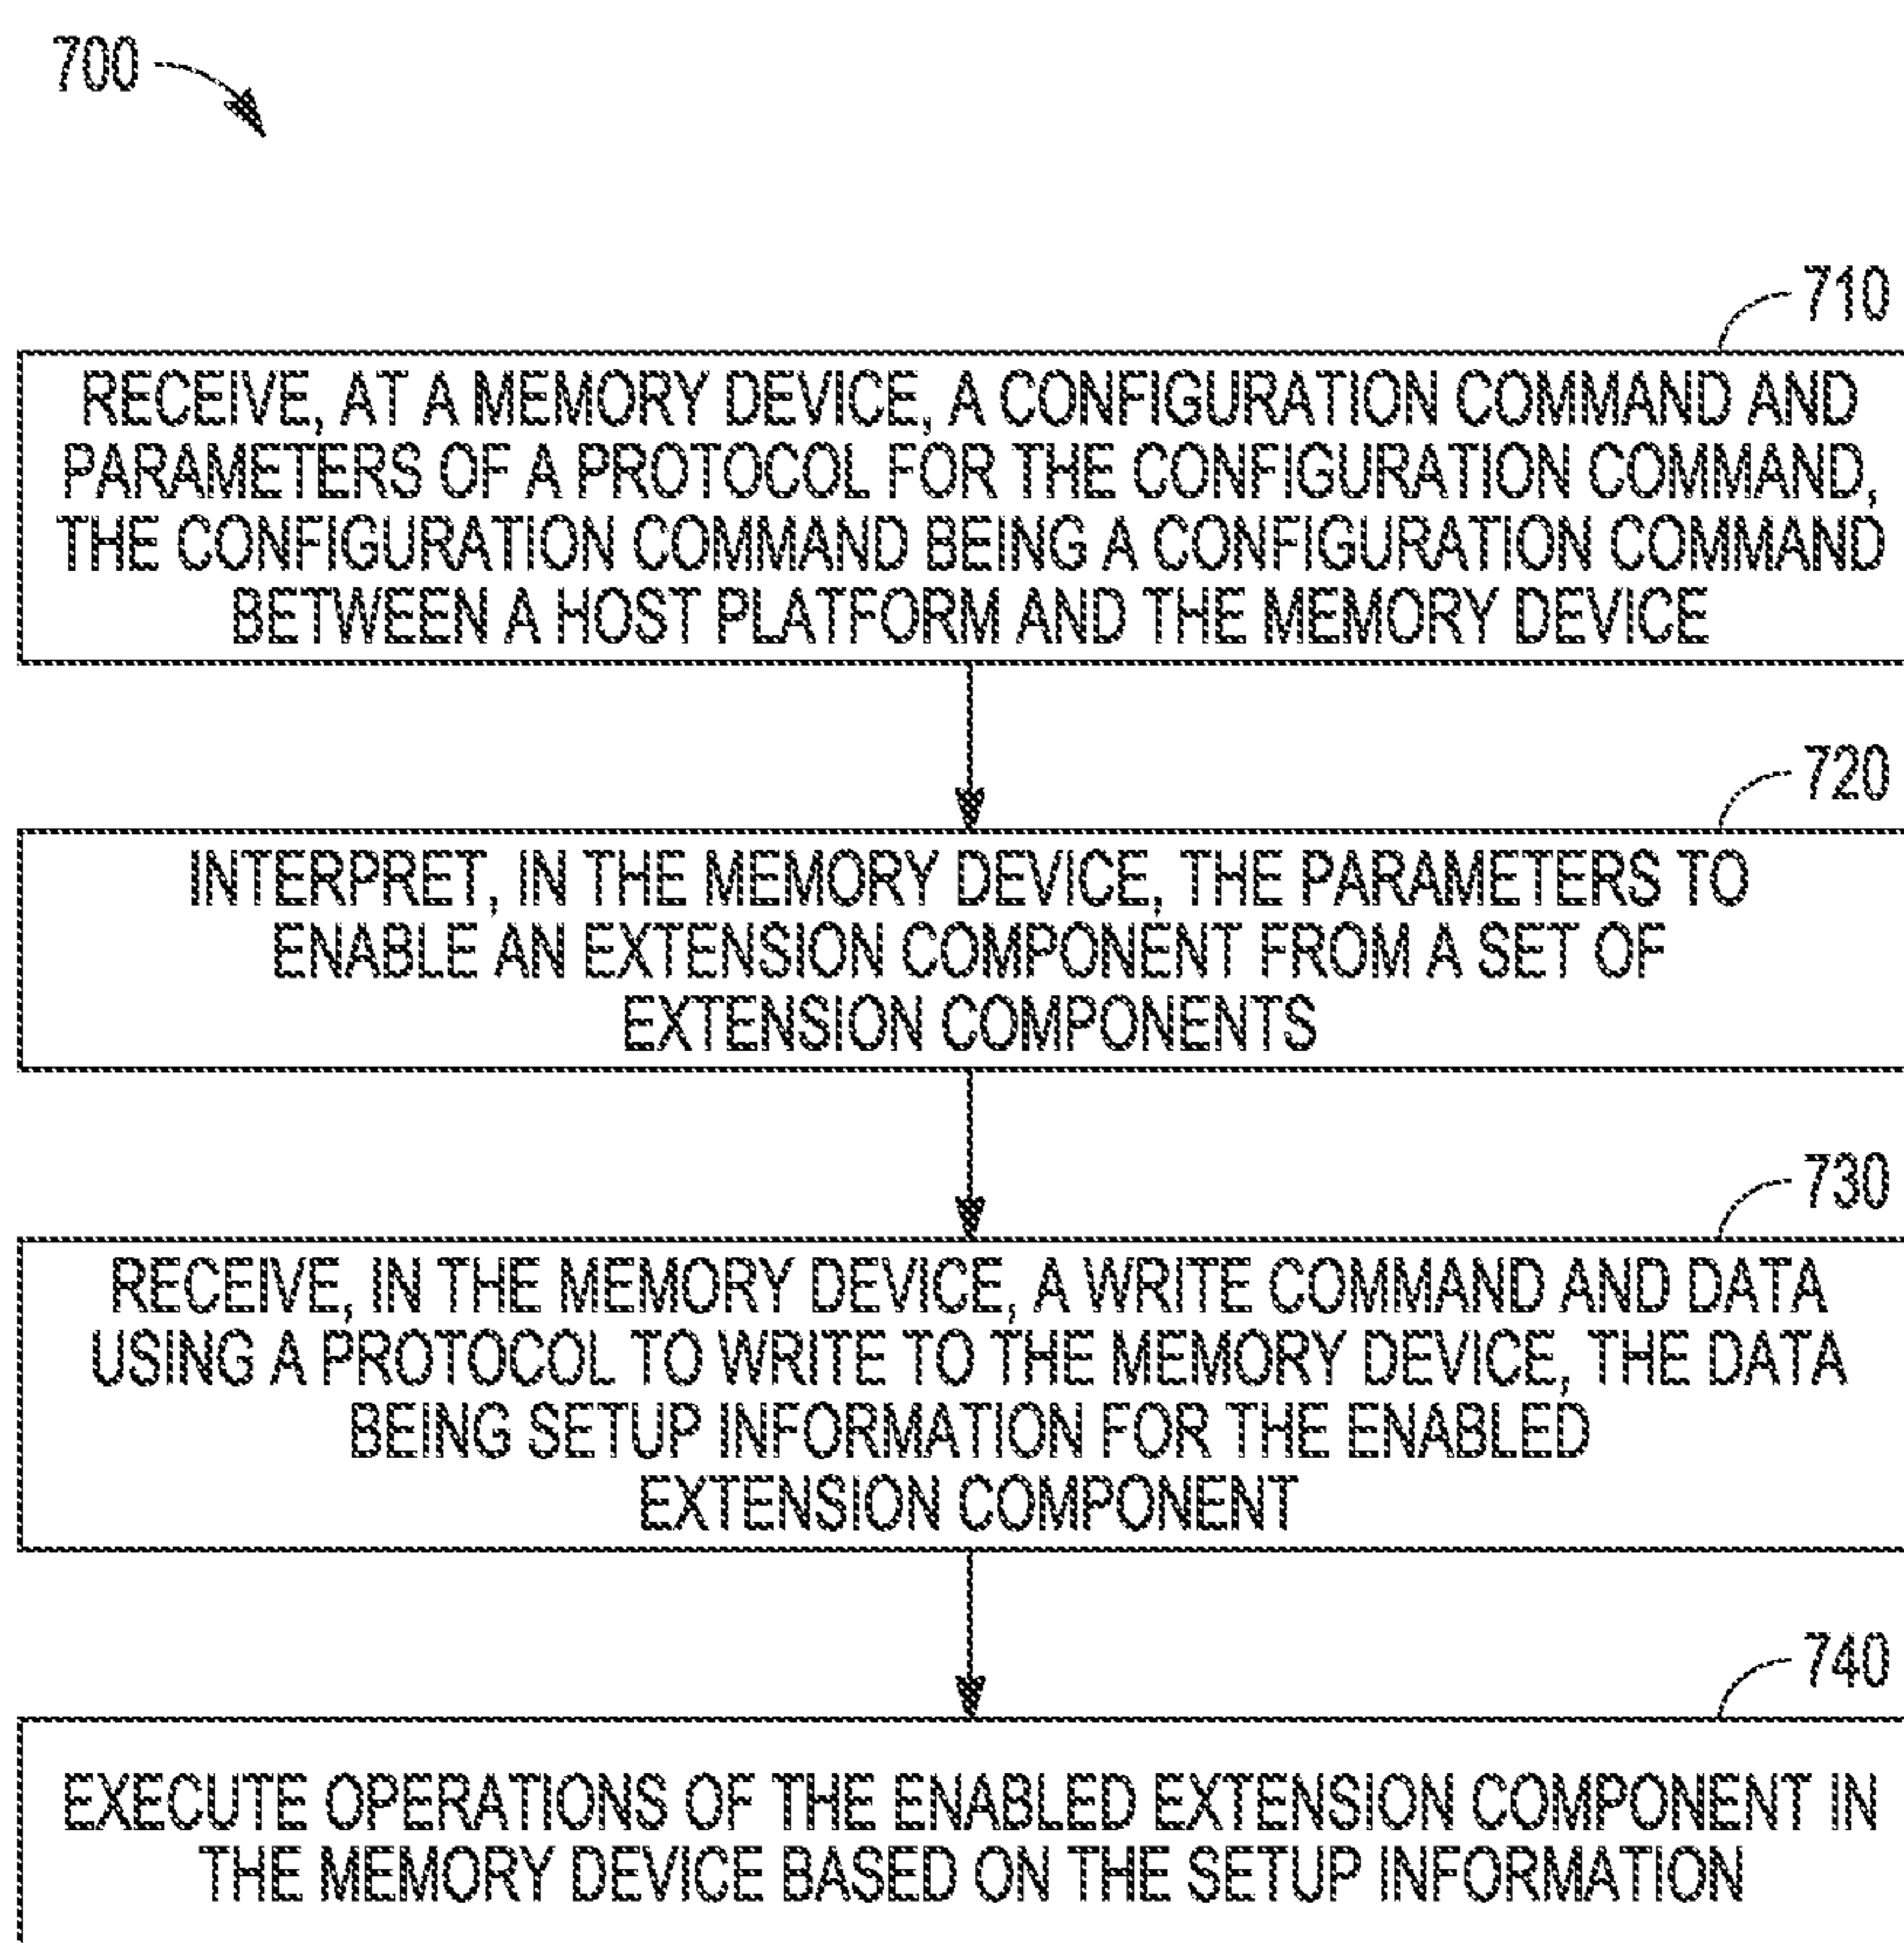 700
710
RECEIVE, AT A MEMORY DEVICE, A CONFIGURATION COMMAND AND
PARAMETERS OF A PROTOCOL FOR THE CONFIGURATION COMMAND,
THE CONFIGURATION COMMAND BEING A CONFIGURATION COMMAND
BETWEEN A HOST PLATFORM AND THE MEMORY DEVICE
720
INTERPRET, IN THE MEMORY DEVICE, THE PARAMETERS TO
ENABLE AN EXTENSION COMPONENT FROM A SET OF
EXTENSION COMPONENTS
730
RECEIVE, IN THE MEMORY DEVICE, A WRITE COMMAND AND DATA
USING A PROTOCOL TO WRITE TO THE MEMORY DEVICE, THE DATA
BEING SETUP INFORMATION FOR THE ENABLED
EXTENSION COMPONENT
740
EXECUTE OPERATIONS OF THE ENABLED EXTENSION COMPONENT IN
THE MEMORY DEVICE BASED ON THE SETUP INFORMATION